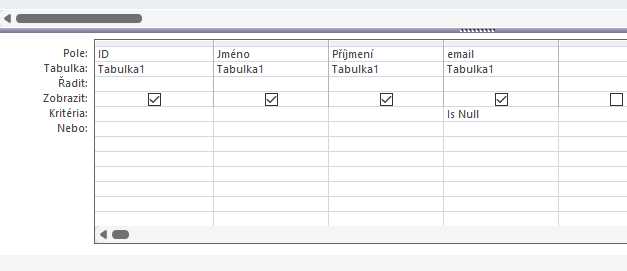 Pole: ID Jméno Příjmení email
Tabulka: Tabulka1 Tabulka1 Tabulka1 Tabulka1
Řadit:
Zobrazit:
Kritéria: Is Null
Nebo: